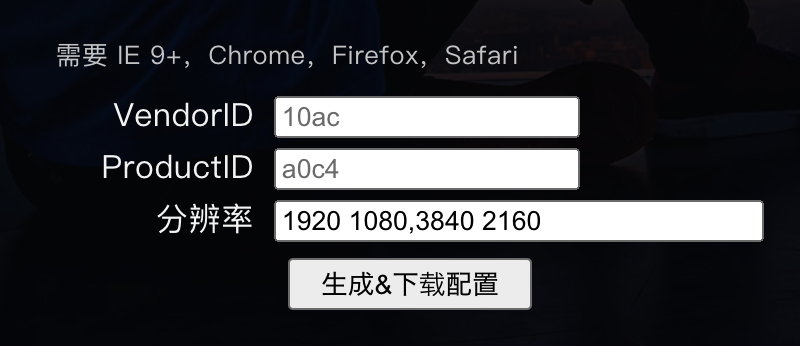 需要 IE 9+，Chrome，Firefox，Safari
VendorID 10ac
ProductID a0c4
分辨率 1920 1080,3840 2160
生成&下载配置